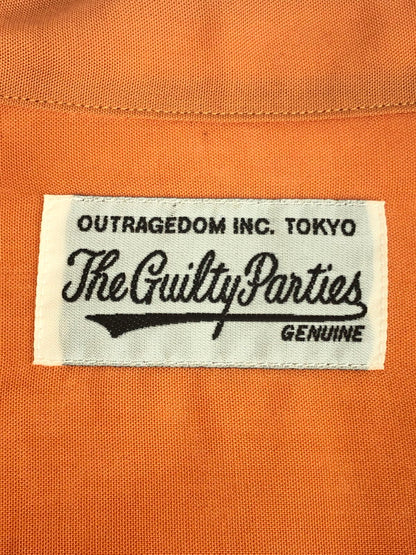 OUTRAGEDOM INC. TOKYO
The Guilty Parties
GENUINE